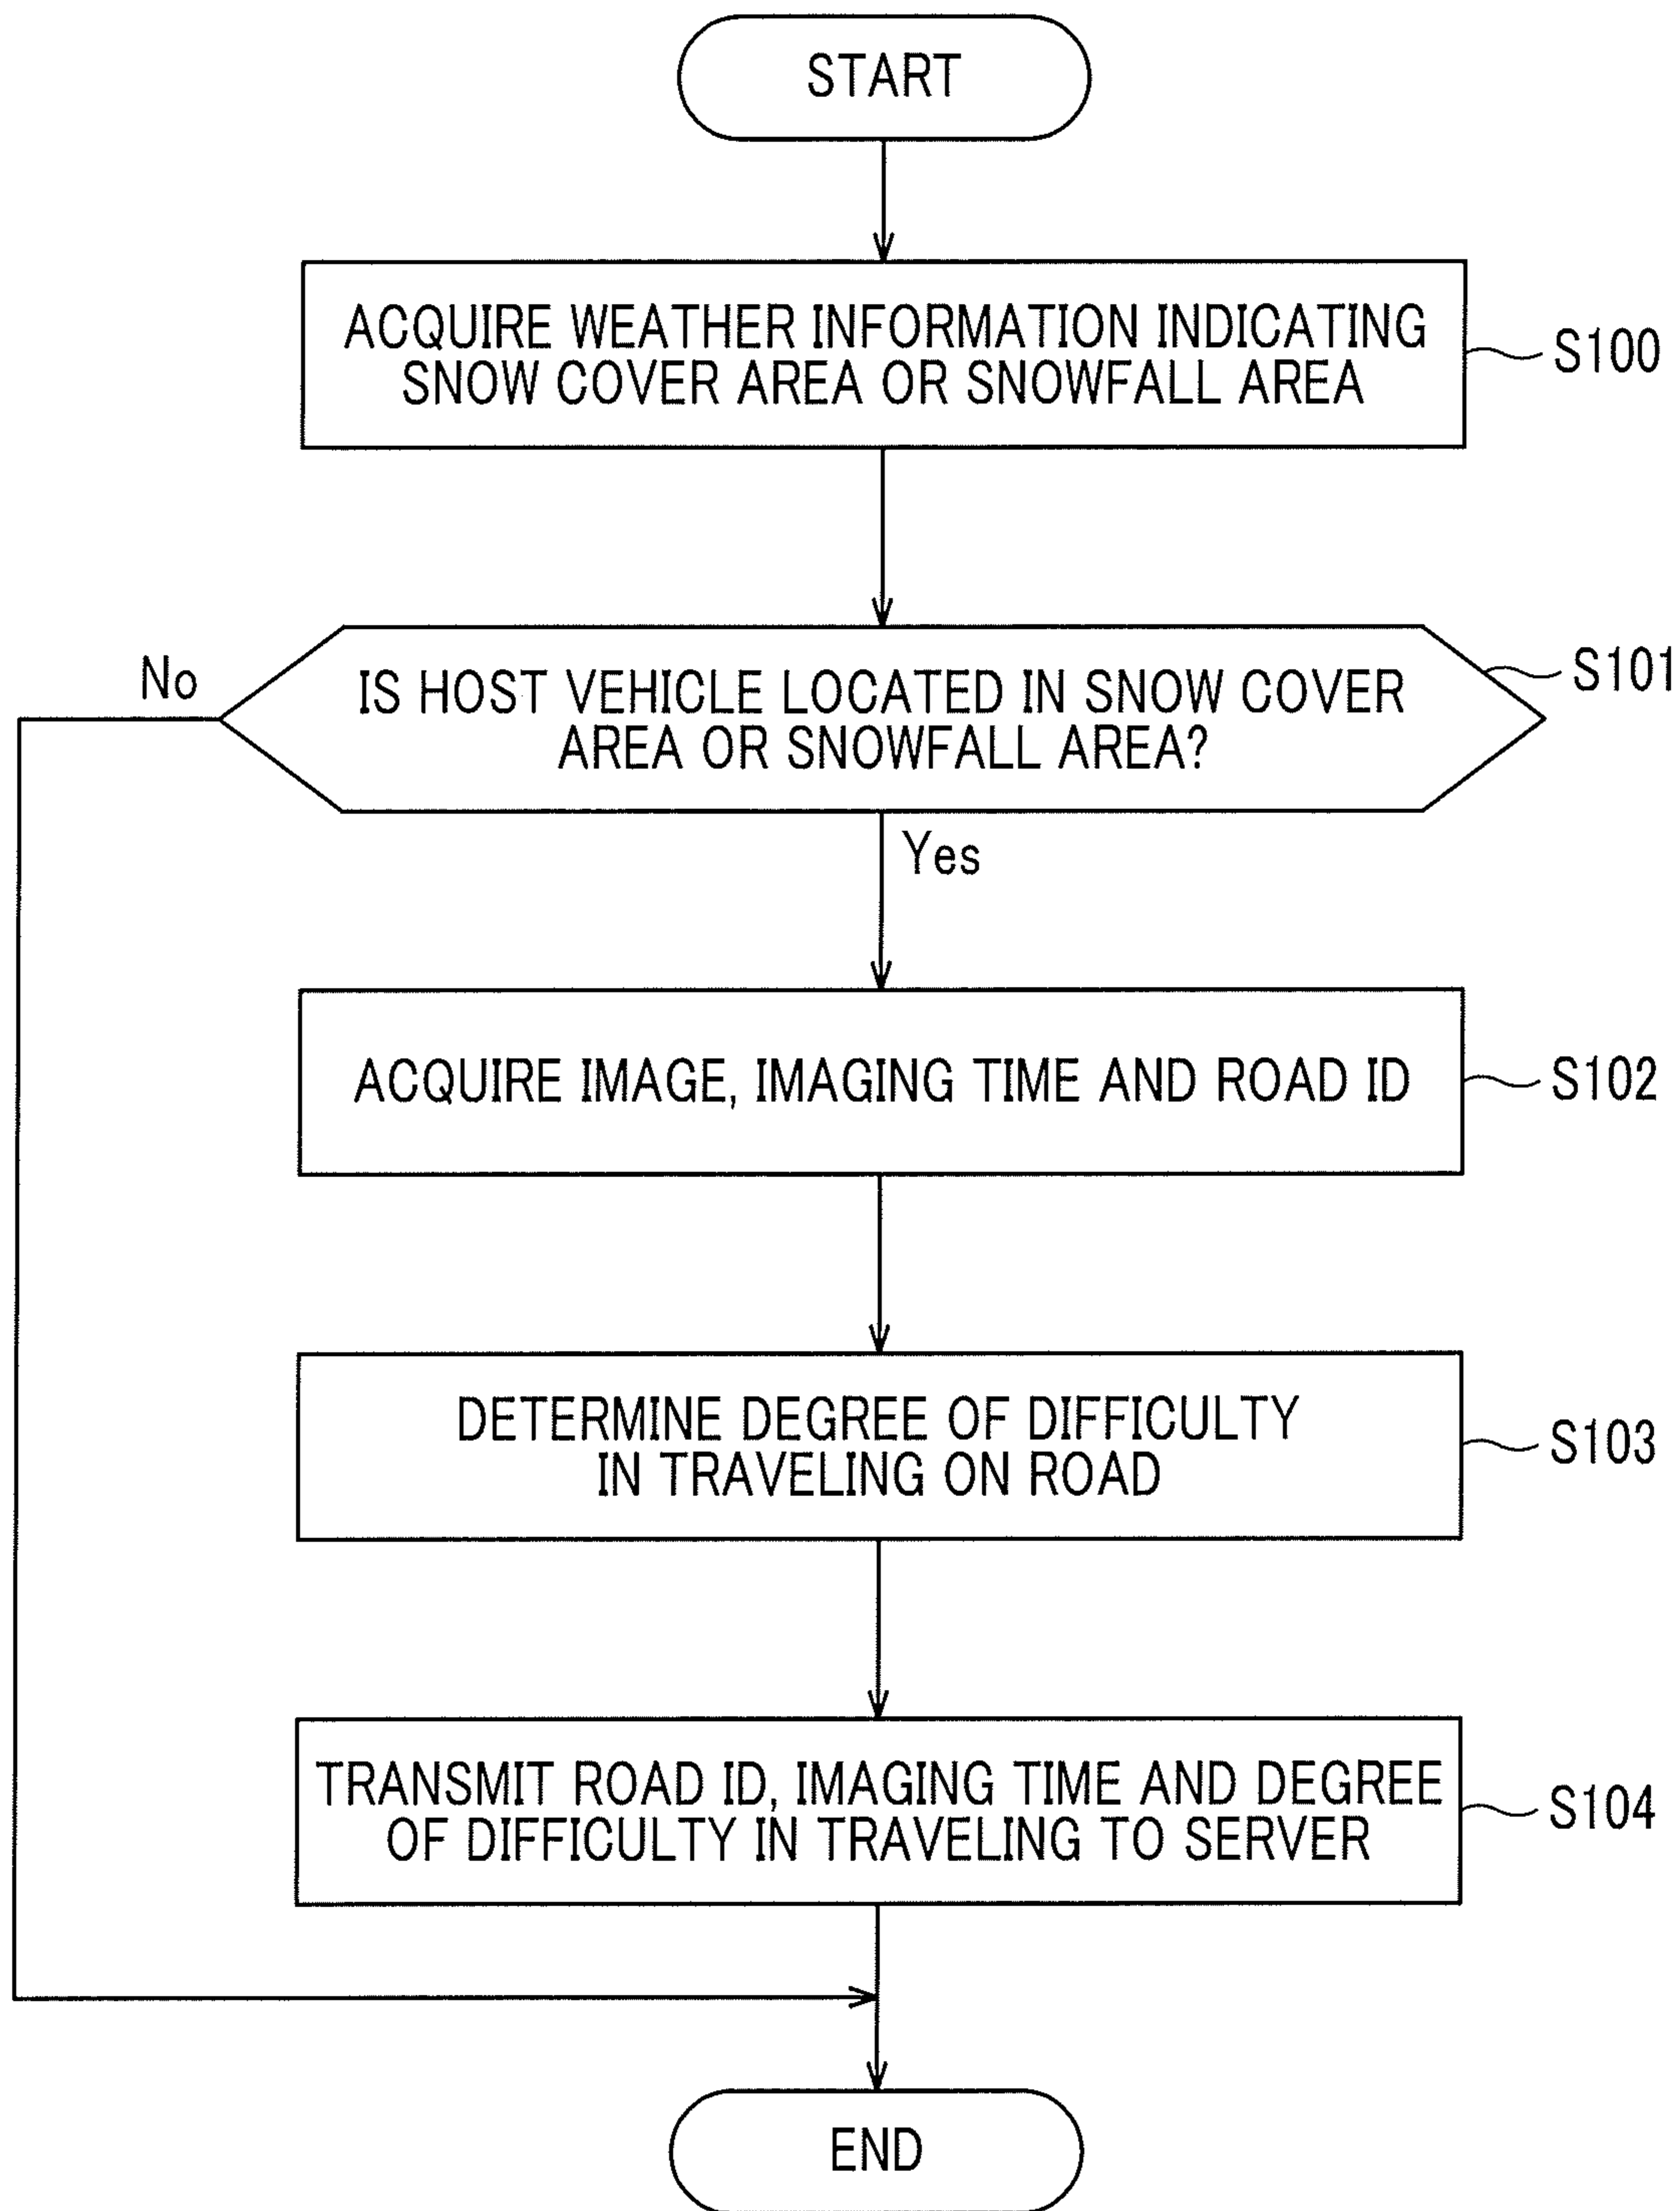 START
ACQUIRE WEATHER INFORMATION INDICATING
SNOW COVER AREA OR SNOWFALL AREA
S100
No
IS HOST VEHICLE LOCATED IN SNOW COVER
AREA OR SNOWFALL AREA?
S101
Yes
ACQUIRE IMAGE, IMAGING TIME AND ROAD ID
S102
DETERMINE DEGREE OF DIFFICULTY
IN TRAVELING ON ROAD
S103
TRANSMIT ROAD ID, IMAGING TIME AND DEGREE
OF DIFFICULTY IN TRAVELING TO SERVER
S104
END